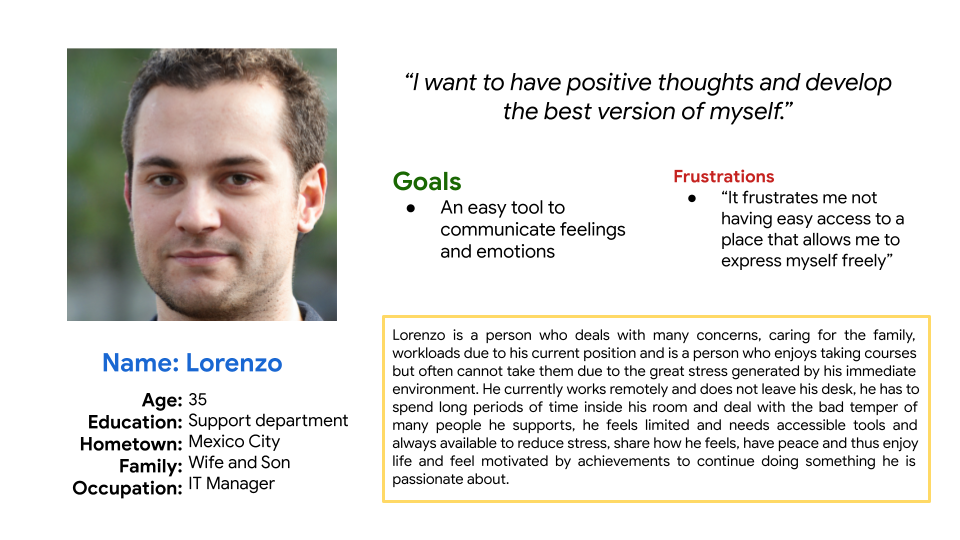 “I want to have positive thoughts and develop
the best version of myself.”
Goals
● An easy tool to
communicate feelings
and emotions
Frustrations
● “It frustrates me not
having easy access to a
place that allows me to
express myself freely”
Name: Lorenzo
Age: 35
Education: Support department
Hometown: Mexico City
Family: Wife and Son
Occupation: IT Manager
Lorenzo is a person who deals with many concerns, caring for the family,
workloads due to his current position and is a person who enjoys taking courses
but often cannot take them due to the great stress generated by his immediate
environment. He currently works remotely and does not leave his desk, he has to
spend long periods of time inside his room and deal with the bad temper of
many people he supports, he feels limited and needs accessible tools and
always available to reduce stress, share how he feels, have peace and thus enjoy
life and feel motivated by achievements to continue doing something he is
passionate about.